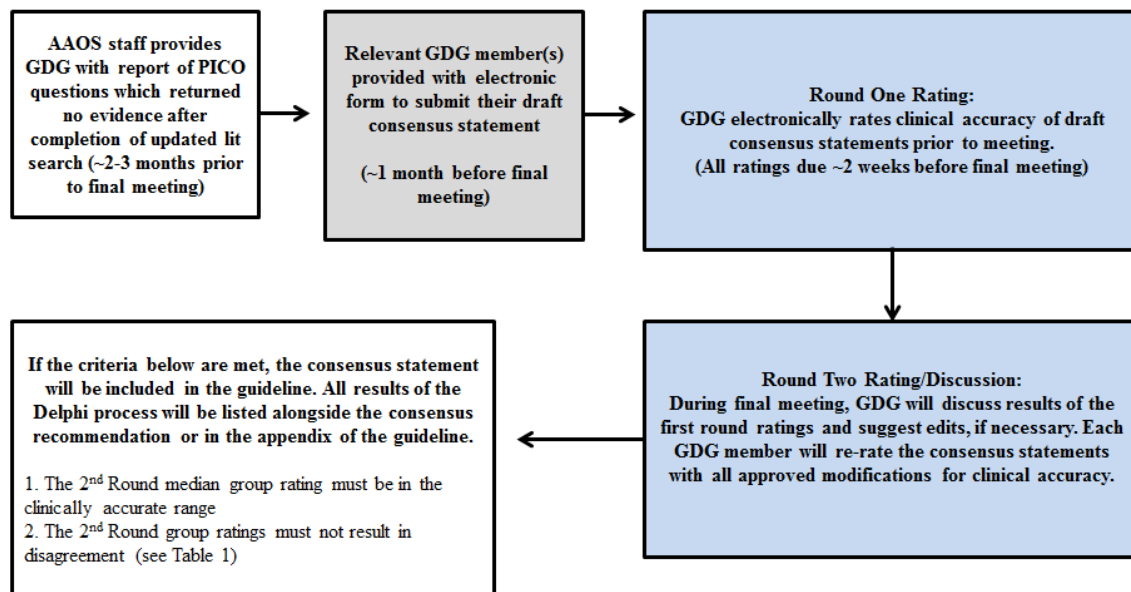 AAOS staff provides
GDG with report of PICO
questions which returned
no evidence after
completion of updated lit
search (~2-3 months prior
to final meeting)
Relevant GDG member(s)
provided with electronic
form to submit their draft
consensus statement
(~1 month before final
meeting)
Round One Rating:
GDG electronically rates clinical accuracy of draft
consensus statements prior to meeting.
(All ratings due ~2 weeks before final meeting)
Round Two Rating/Discussion:
During final meeting, GDG will discuss results of the
first round ratings and suggest edits, if necessary. Each
GDG member will re-rate the consensus statements
with all approved modifications for clinical accuracy.
If the criteria below are met, the consensus statement
will be included in the guideline. All results of the
Delphi process will be listed alongside the consensus
recommendation or in the appendix of the guideline.
1. The 2nd Round median group rating must be in the
clinically accurate range
2. The 2nd Round group ratings must not result in
disagreement (see Table 1)